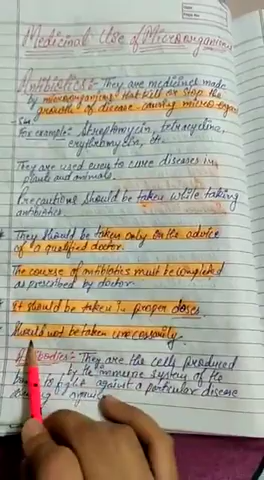 Medicinal Use of Microorganisms
Antibiotics:- They are medicines made
by microorganisms that kills or stop the
growth of disease-causing micro-organ
For example:- Streptomycin, tetracycline,
erythromycin, etc.
They are used even to cure diseases in
plants and animals.
Precautions should be taken while taking
antibiotics.
They should be taken only on the advice
of a qualified doctor.
The course of antibiotics must be completed
as prescribed by doctor.
It should be taken in proper doses
Should not be taken unnecessarily.
They are the cells produced
by the immune system of the
to fight against a particular disease